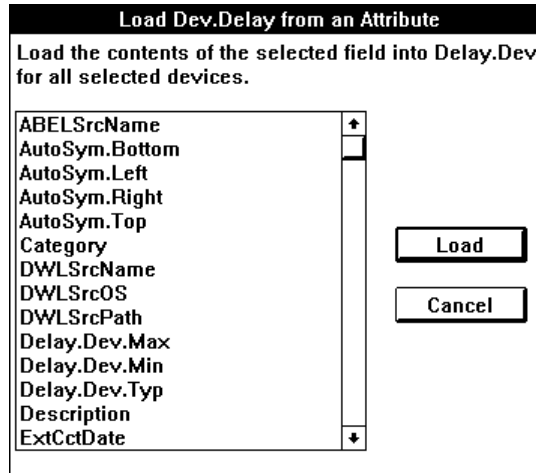 Load Dev.Delay from an Attribute
Load the contents of the selected field into Delay.Dev
for all selected devices.
ABELSrcName
AutoSym.Bottom
AutoSym.Left
AutoSym.Right
AutoSym.Top
Category
DWLSrcName
DWLSrcOS
DWLSrcPath
Delay.Dev.Max
Delay.Dev.Min
Delay.Dev.Typ
Description
ExtCctDate
Load
Cancel